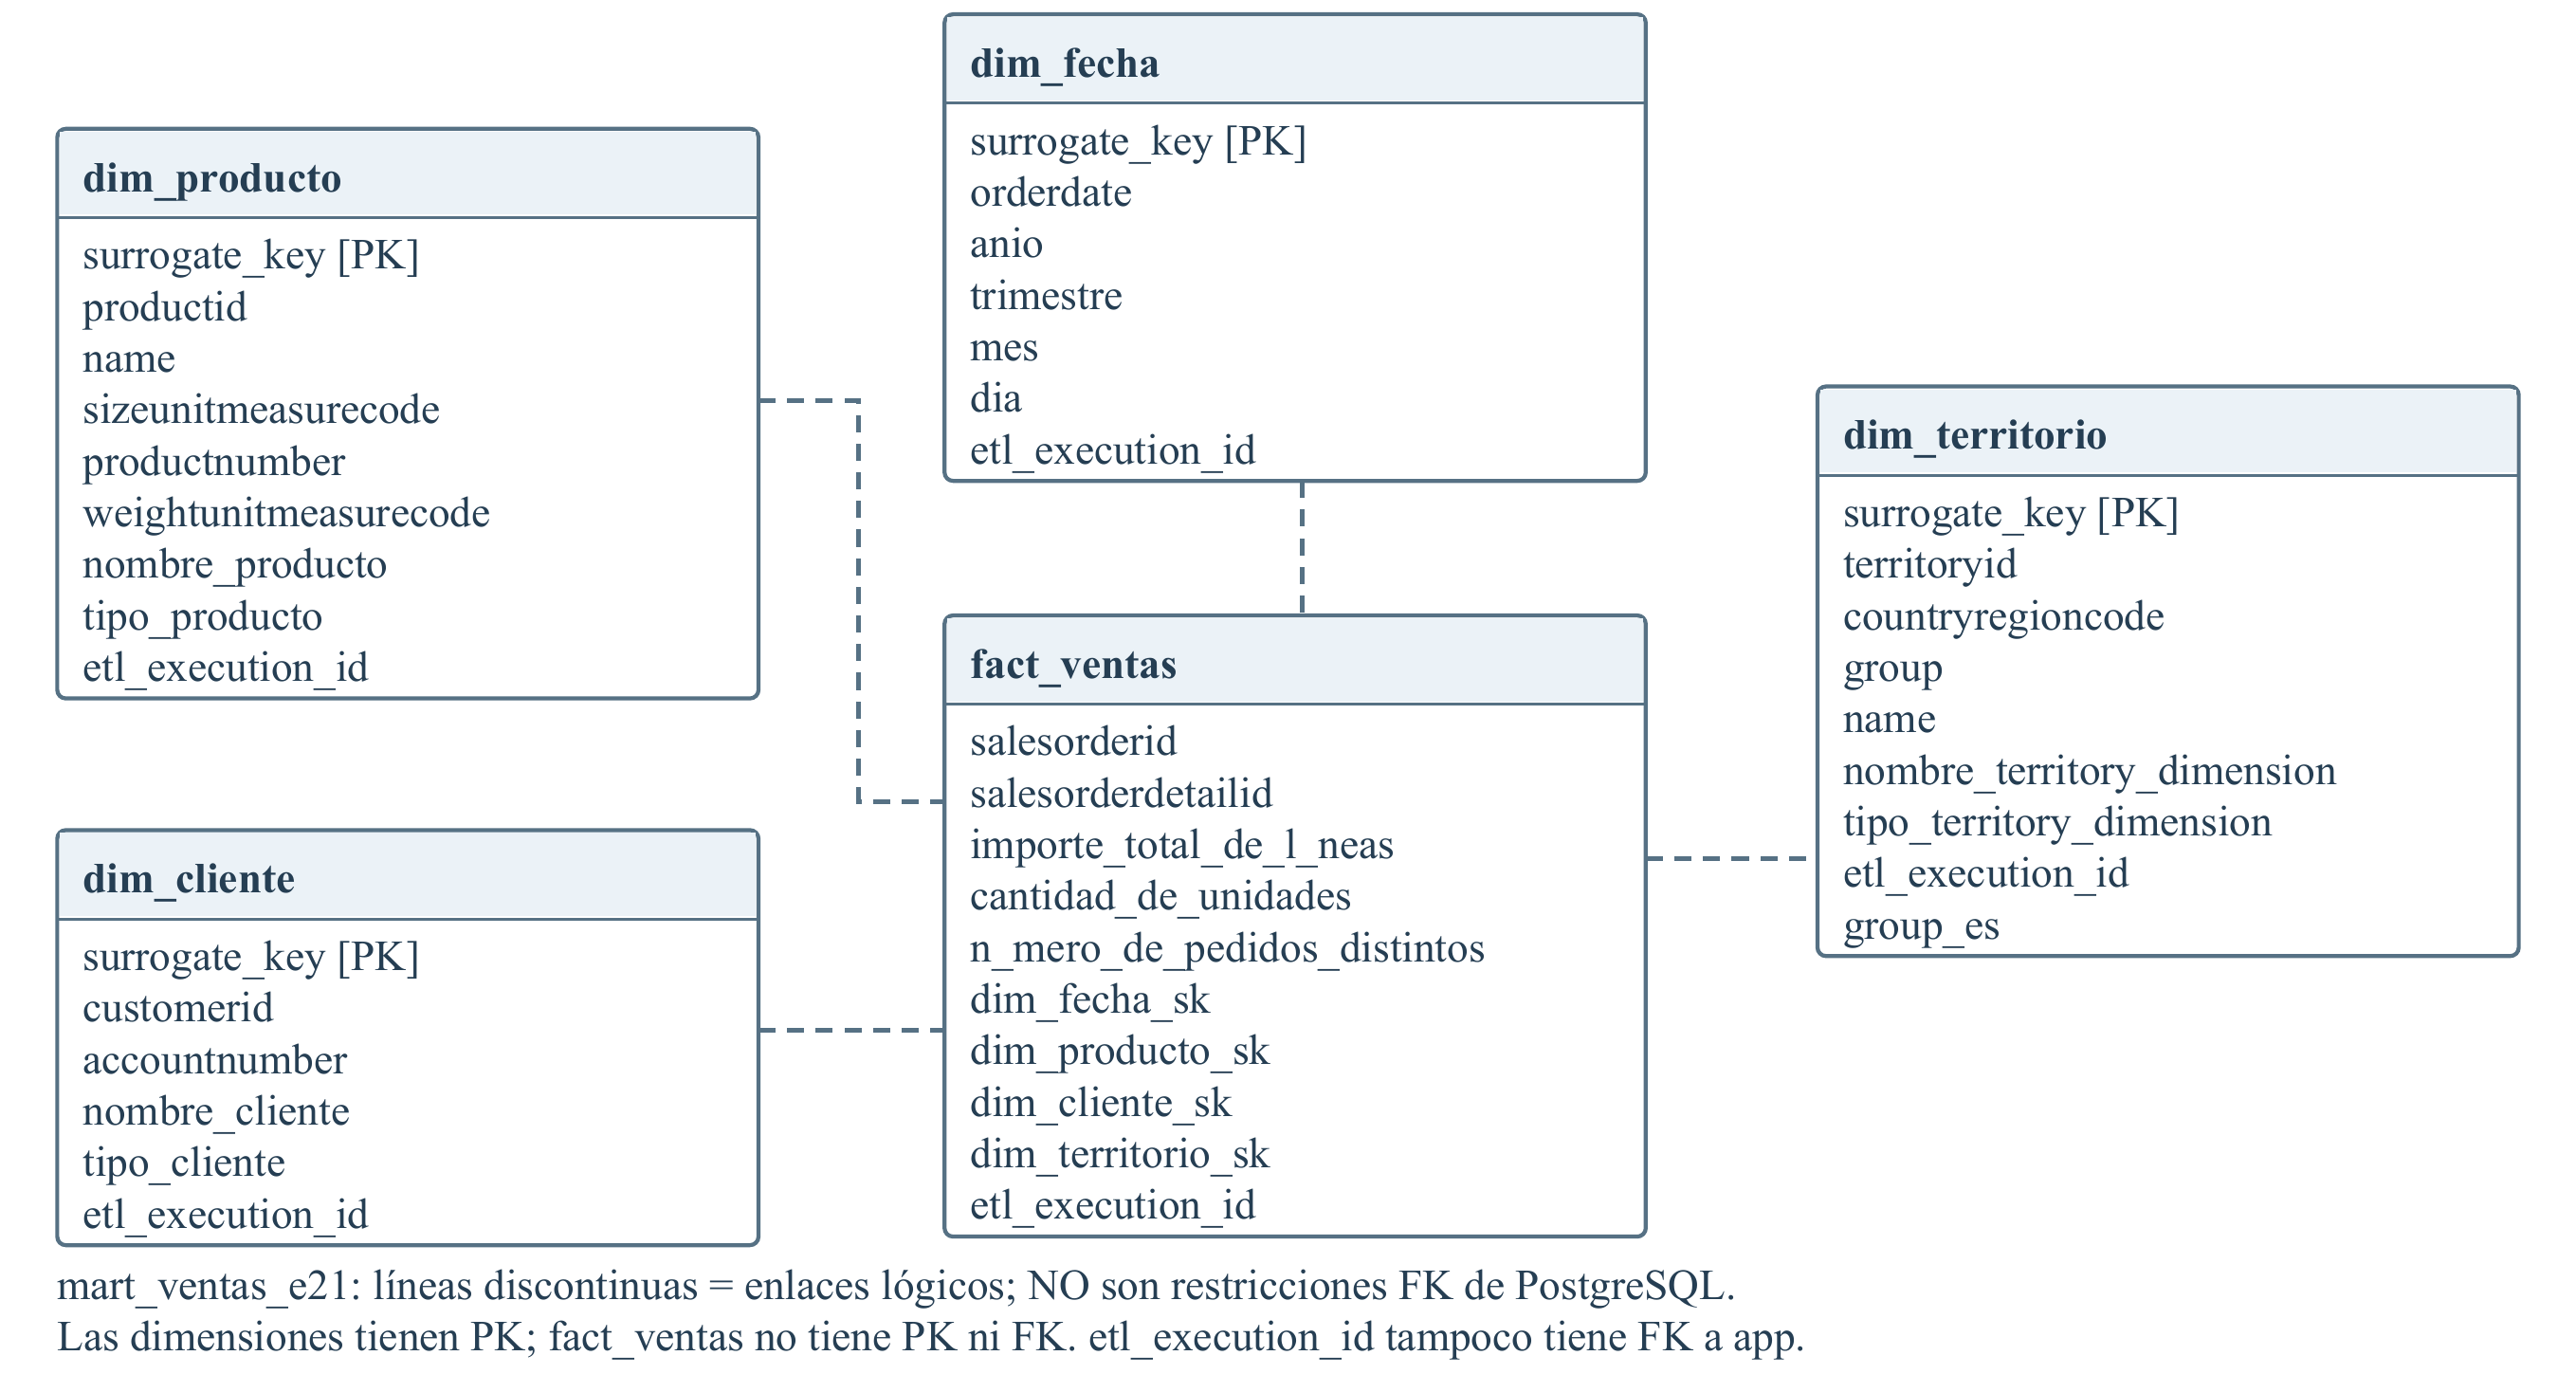 dim_fecha
surrogate_key [PK]
orderdate
anio
trimestre
mes
dia
etl_execution_id
dim_producto
surrogate_key [PK]
productid
name
sizeunitmeasurecode
productnumber
weightunitmeasurecode
nombre_producto
tipo_producto
etl_execution_id
dim_territorio
surrogate_key [PK]
territoryid
countryregioncode
group
name
nombre_territory_dimension
tipo_territory_dimension
etl_execution_id
group_es
fact_ventas
salesorderid
salesorderdetailid
importe_total_de_l_neas
cantidad_de_unidades
n_mero_de_pedidos_distintos
dim_fecha_sk
dim_producto_sk
dim_cliente_sk
dim_territorio_sk
etl_execution_id
dim_cliente
surrogate_key [PK]
customerid
accountnumber
nombre_cliente
tipo_cliente
etl_execution_id
mart_ventas_e21: líneas discontinuas = enlaces lógicos; NO son restricciones FK de PostgreSQL.
Las dimensiones tienen PK; fact_ventas no tiene PK ni FK. etl_execution_id tampoco tiene FK a app.